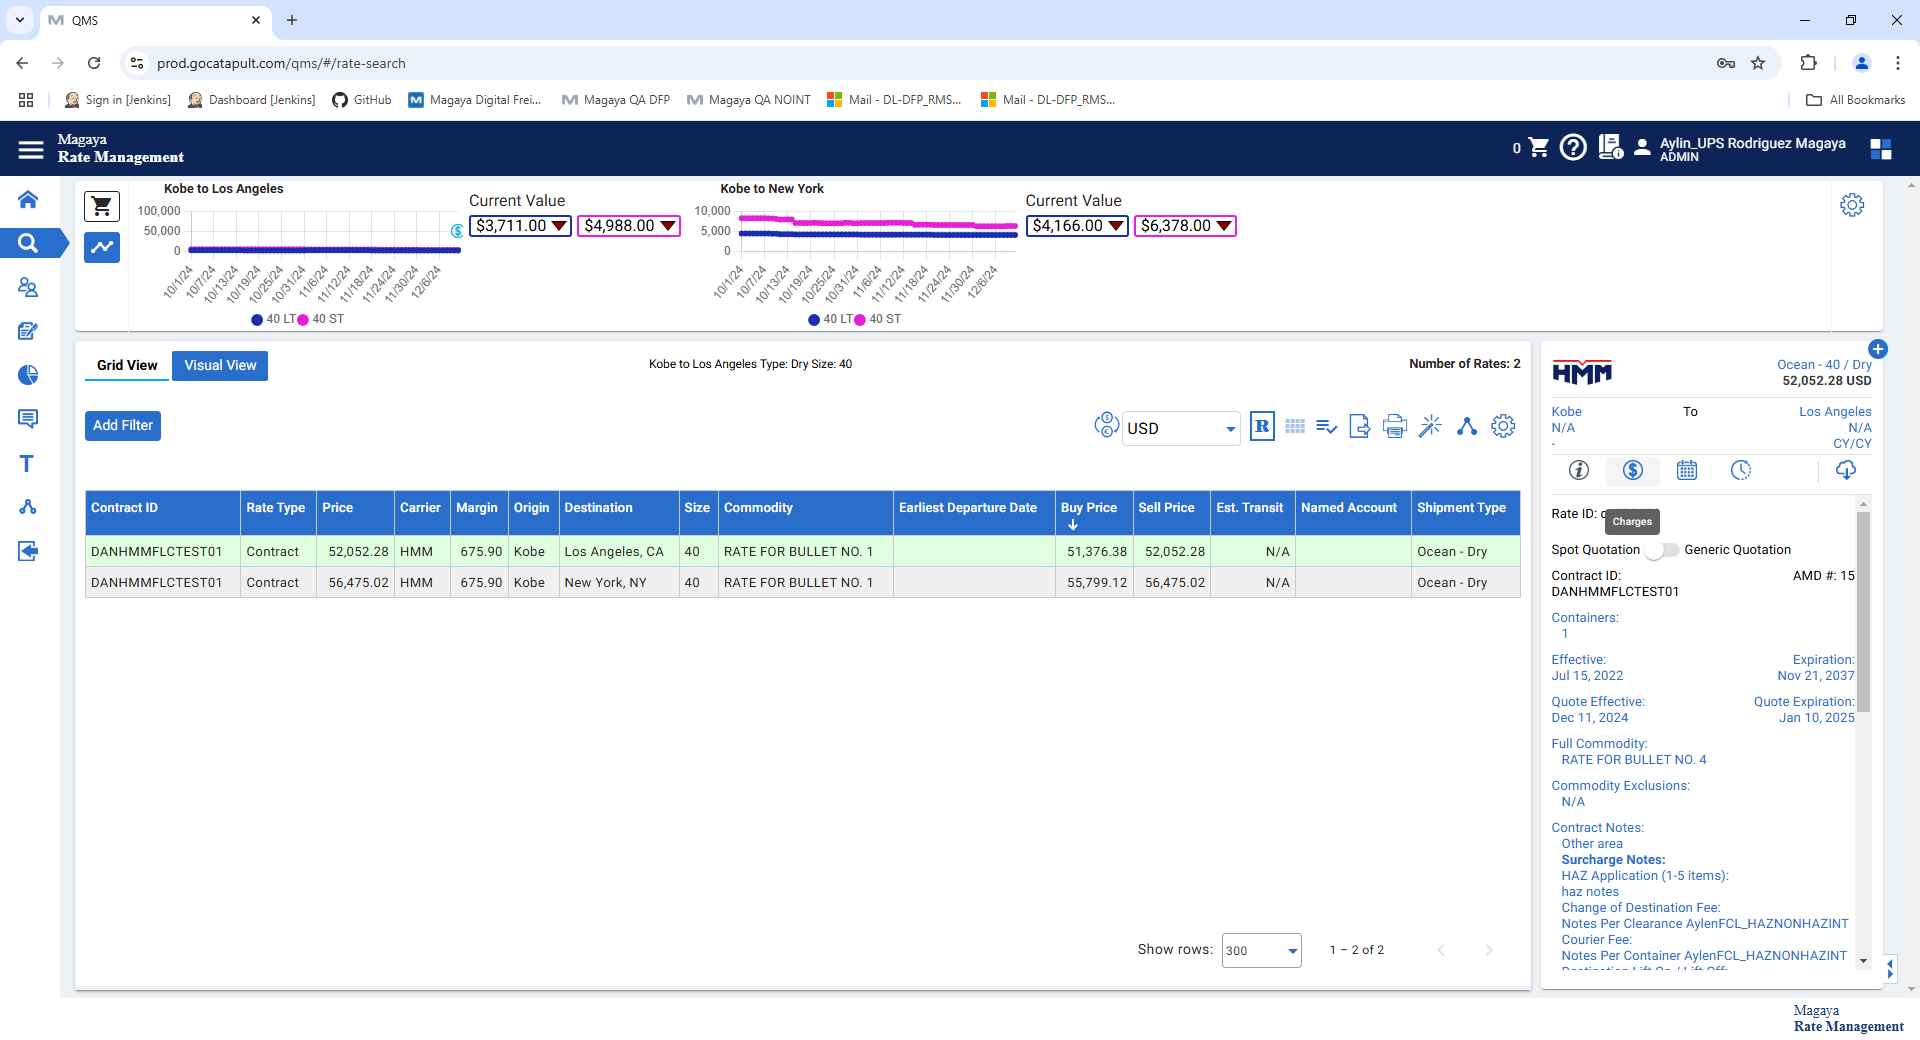 QMS
prod.gocatapult.com/qms/#/rate-search
Sign in [Jenkins]
Dashboard [Jenkins]
GitHub
Magaya Digital Frei...
Magaya QA DFP
Magaya QA NOINT
Mail - DL-DFP_RMS...
Mail - DL-DFP_RMS...
All Bookmarks
Magaya
Rate Management
0
Aylin_UPS Rodriguez Magaya
ADMIN
Kobe to Los Angeles
100,000
50,000
0
10/1/24
10/7/24
10/13/24
10/19/24
10/25/24
10/31/24
11/6/24
11/12/24
11/18/24
11/24/24
11/30/24
12/6/24
40 LT
40 ST
Current Value
$3,711.00
$4,988.00
Kobe to New York
10,000
5,000
0
10/1/24
10/7/24
10/13/24
10/19/24
10/25/24
10/31/24
11/6/24
11/12/24
11/18/24
11/24/24
11/30/24
12/6/24
40 LT
40 ST
Current Value
$4,166.00
$6,378.00
Grid View
Visual View
Kobe to Los Angeles Type: Dry Size: 40
Number of Rates: 2
Add Filter
USD
R
Contract ID Rate Type Price Carrier Margin Origin Destination Size Commodity Earliest Departure Date Buy Price Sell Price Est. Transit Named Account Shipment Type
DANHMMFLCTEST01 Contract 52,052.28 HMM 675.90 Kobe Los Angeles, CA 40 RATE FOR BULLET NO. 1 51,376.38 52,052.28 N/A Ocean - Dry
DANHMMFLCTEST01 Contract 56,475.02 HMM 675.90 Kobe New York, NY 40 RATE FOR BULLET NO. 1 55,799.12 56,475.02 N/A Ocean - Dry
Show rows:
300
1 – 2 of 2
HMM
Ocean - 40 / Dry
52,052.28 USD
Kobe To Los Angeles
N/A N/A
- CY/CY
Rate ID:
Charges
Spot Quotation
Generic Quotation
Contract ID: AMD #: 15
DANHMMFLCTEST01
Containers:
1
Effective: Expiration:
Jul 15, 2022 Nov 21, 2037
Quote Effective: Quote Expiration:
Dec 11, 2024 Jan 10, 2025
Full Commodity:
RATE FOR BULLET NO. 4
Commodity Exclusions:
N/A
Contract Notes:
Other area
Surcharge Notes:
HAZ Application (1-5 items):
haz notes
Change of Destination Fee:
Notes Per Clearance AylenFCL_HAZNONHAZINT
Courier Fee:
Notes Per Container AylenFCL_HAZNONHAZINT
Destination Lift On / Lift Off:
Magaya
Rate Management